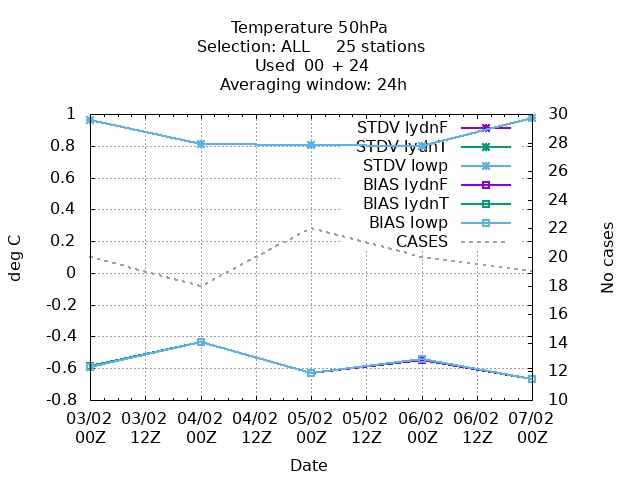 Temperature 50hPa
Selection: ALL 25 stations
Used 00 + 24
Averaging window: 24h
1
0.8
0.6
0.4
0.2
0
-0.2
-0.4
-0.6
-0.8
deg C
30
28
26
24
22
20
18
16
14
12
10
No cases
STDV lydnF
STDV lydnT
STDV lowp
BIAS lydnF
BIAS lydnT
BIAS lowp
CASES
03/02 03/02 04/02 04/02 05/02 05/02 06/02 06/02 07/02
00Z 12Z 00Z 12Z 00Z 12Z 00Z 12Z 00Z
Date